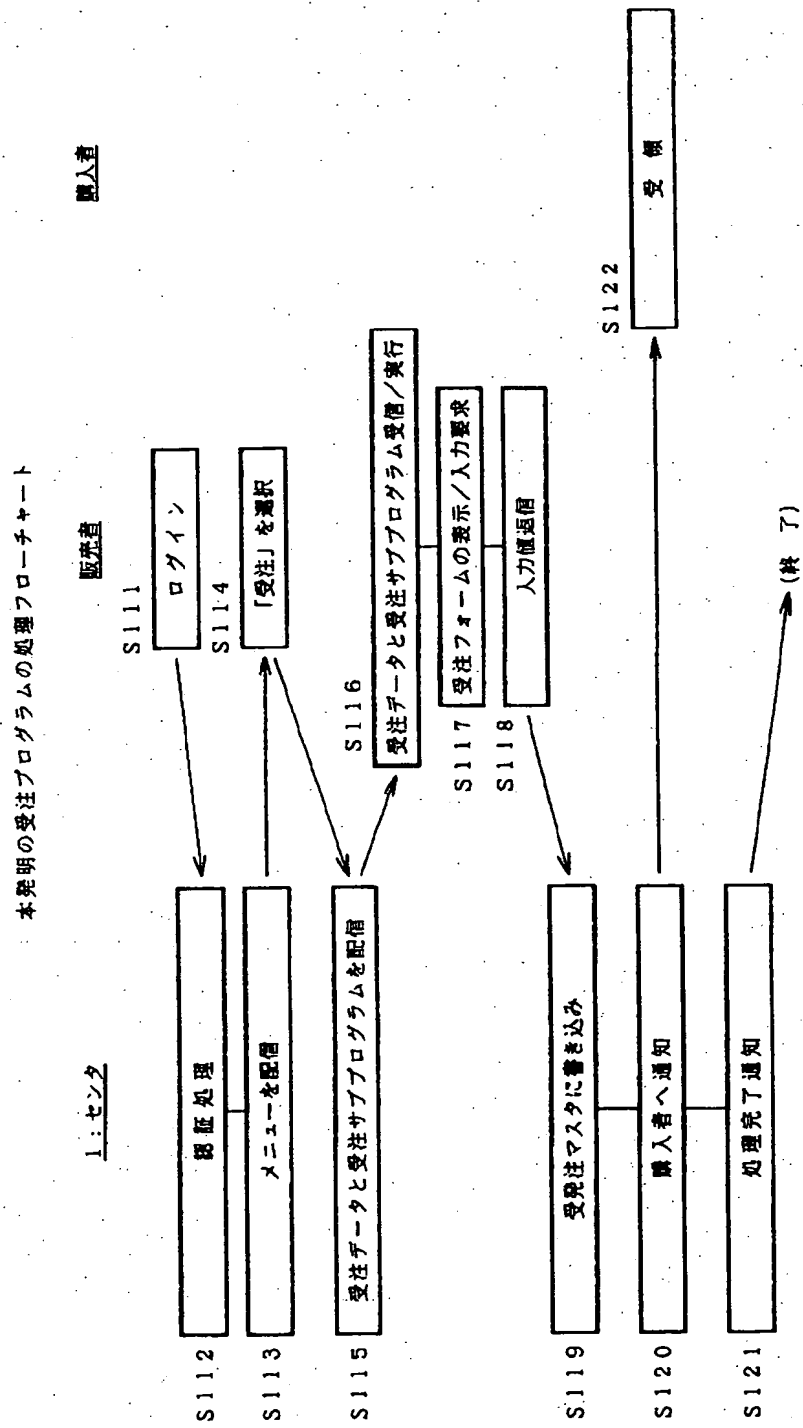 本発明の受注プログラムの処理フローチャート
1:センタ
販売者
購入者
S111
ログイン
S112
認証処理
S113
メニューを配信
S114
「受注」を選択
S115
受注データと受注サブプログラムを配信
S116
受注データと受注サブプログラム受信/実行
S117
受注フォームの表示/入力要求
S118
入力値返信
S119
受発注マスタに書き込み
S120
購入者へ通知
S122
受領
S121
処理完了通知
(終了)